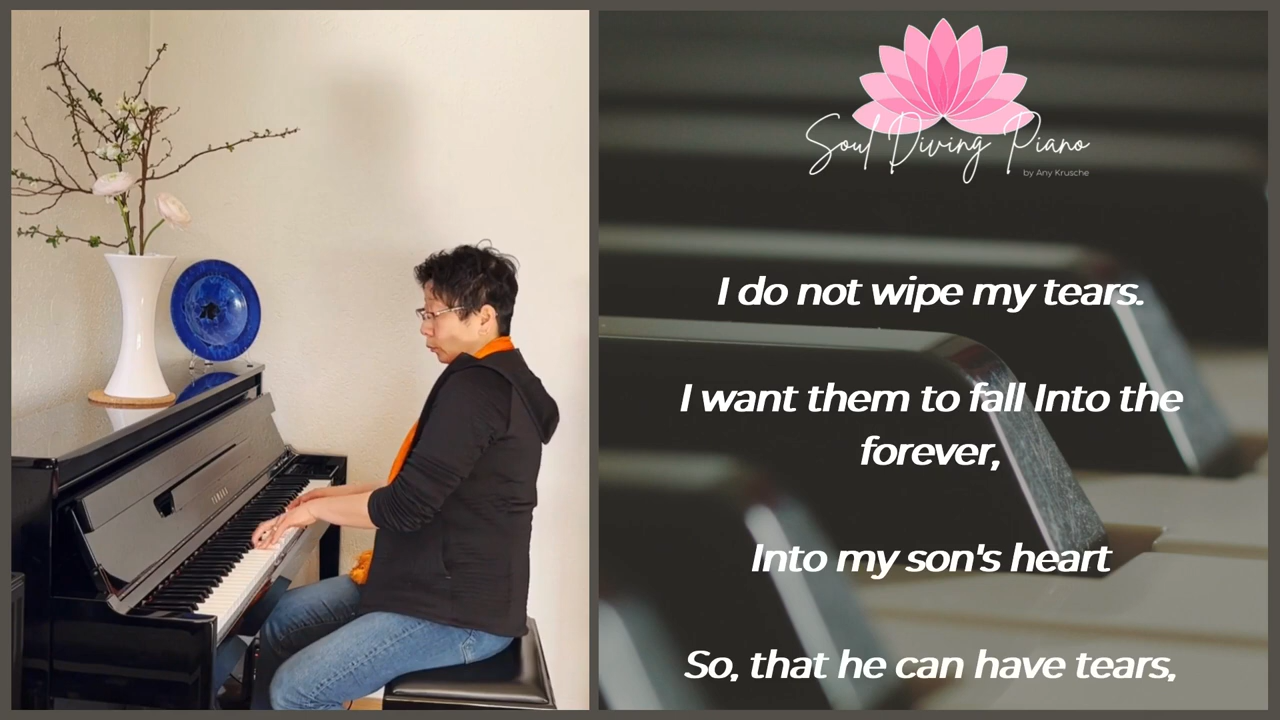 Soul Diving Piano
by Any Krusche
YAMAHA
I do not wipe my tears.
I want them to fall Into the
forever,
Into my son's heart
So, that he can have tears,